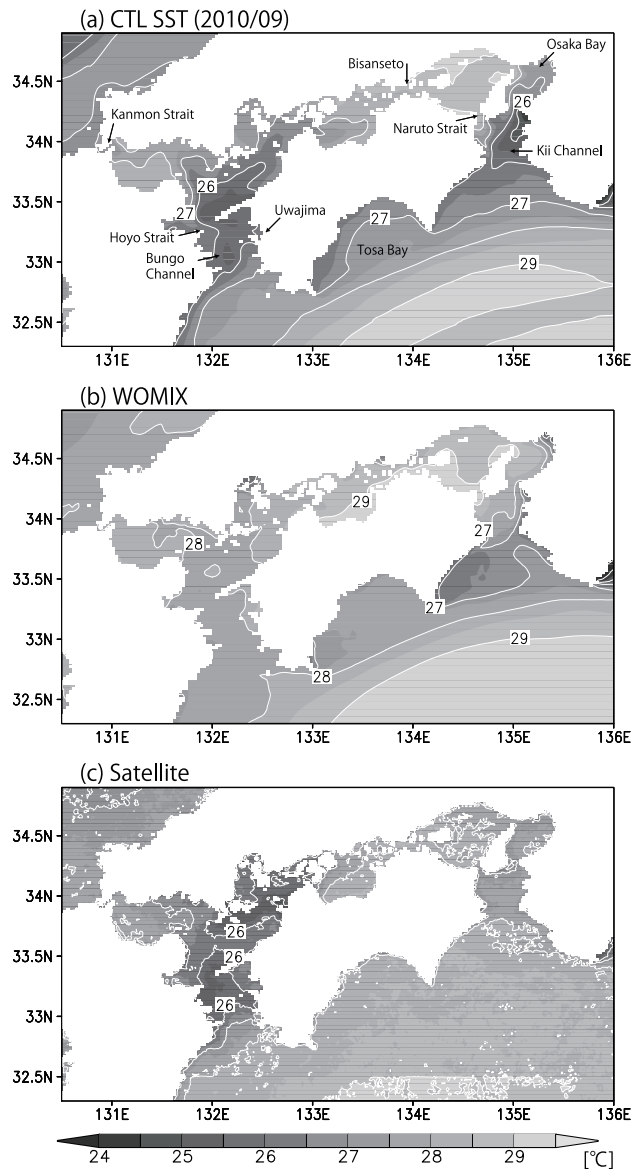 (a) CTL SST (2010/09)
Osaka Bay
Bisanseto
34.5N
26
Kanmon Strait
Naruto Strait
34N
Kii Channel
26
33.5N
27
Uwajima
27
27
Hoyo Strait
33N
Bungo
Channel
Tosa Bay
29
32.5N
131E 132E 133E 134E 135E 136E
(b) WOMIX
34.5N
29
34N
27
28
33.5N
27
33N
29
28
32.5N
131E 132E 133E 134E 135E 136E
(c) Satellite
34.5N
34N
26
33.5N
26
26
33N
32.5N
131E 132E 133E 134E 135E 136E
24 25 26 27 28 29 [℃]